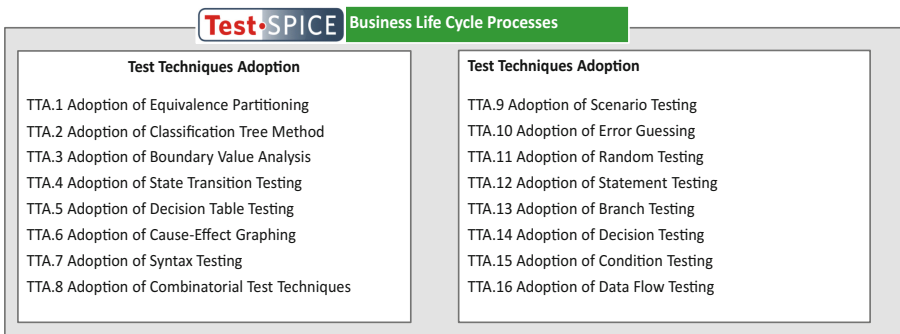 Test•SPICE Business Life Cycle Processes
Test Techniques Adoption
TTA.1 Adoption of Equivalence Partitioning
TTA.2 Adoption of Classification Tree Method
TTA.3 Adoption of Boundary Value Analysis
TTA.4 Adoption of State Transition Testing
TTA.5 Adoption of Decision Table Testing
TTA.6 Adoption of Cause-Effect Graphing
TTA.7 Adoption of Syntax Testing
TTA.8 Adoption of Combinatorial Test Techniques
Test Techniques Adoption
TTA.9 Adoption of Scenario Testing
TTA.10 Adoption of Error Guessing
TTA.11 Adoption of Random Testing
TTA.12 Adoption of Statement Testing
TTA.13 Adoption of Branch Testing
TTA.14 Adoption of Decision Testing
TTA.15 Adoption of Condition Testing
TTA.16 Adoption of Data Flow Testing